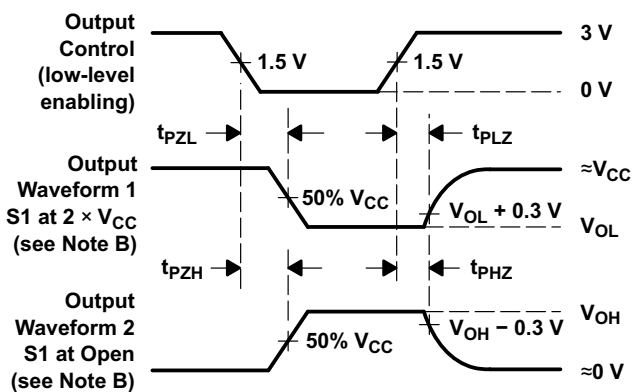 Output
Control
(low-level
enabling)
1.5 V
1.5 V
3 V
0 V
tPZL
tPLZ
Output
Waveform 1
S1 at 2 × VCC
(see Note B)
50% VCC
≈VCC
VOL + 0.3 V
VOL
tPZH
tPHZ
Output
Waveform 2
S1 at Open
(see Note B)
50% VCC
VOH
VOH − 0.3 V
≈0 V